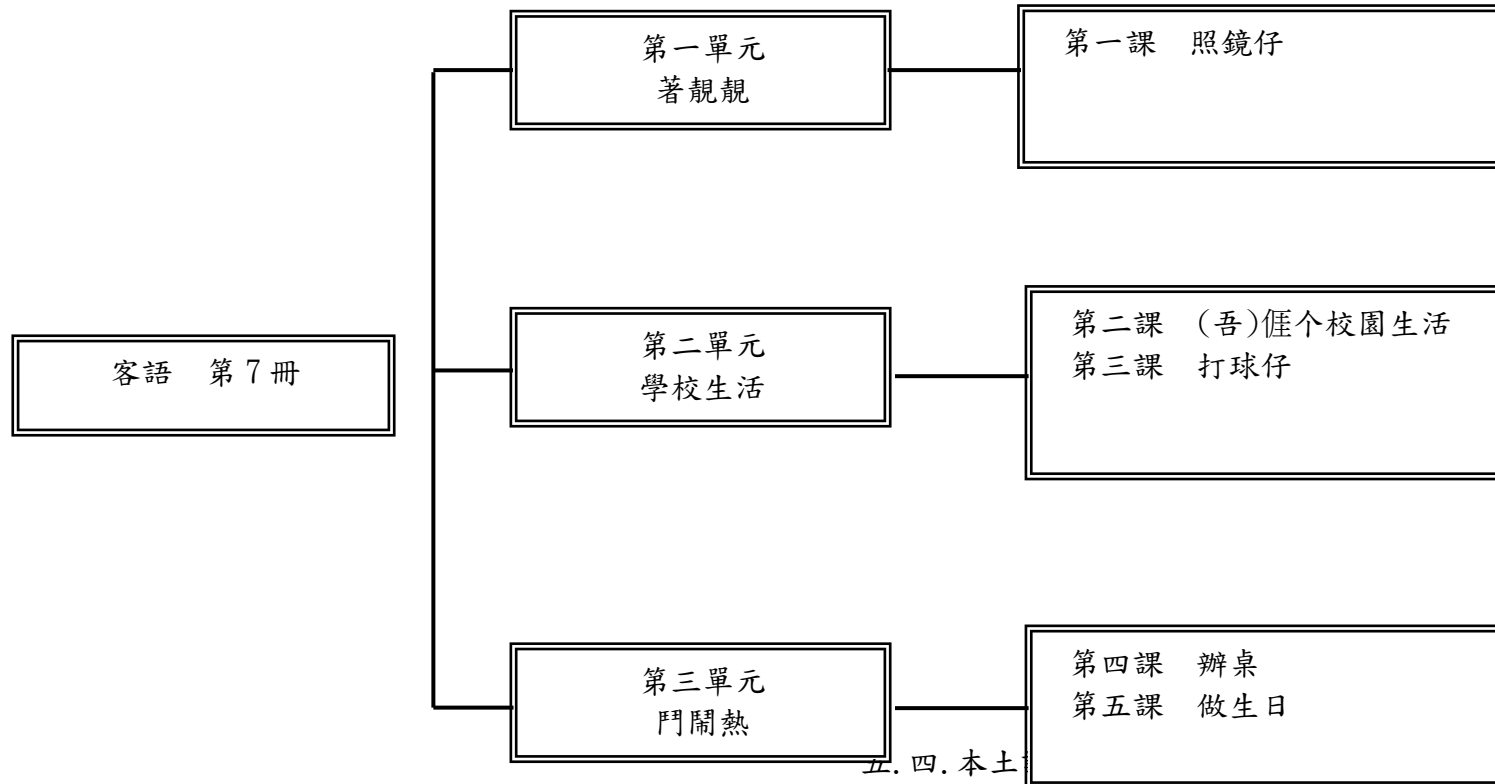 客語　第7冊
第一單元
著靚靚
第一課　照鏡仔
第二單元
學校生活
第二課　(吾)𠊎个校園生活
第三課　打球仔
第三單元
鬥鬧熱
第四課　辦桌
第五課　做生日
五.四.本土